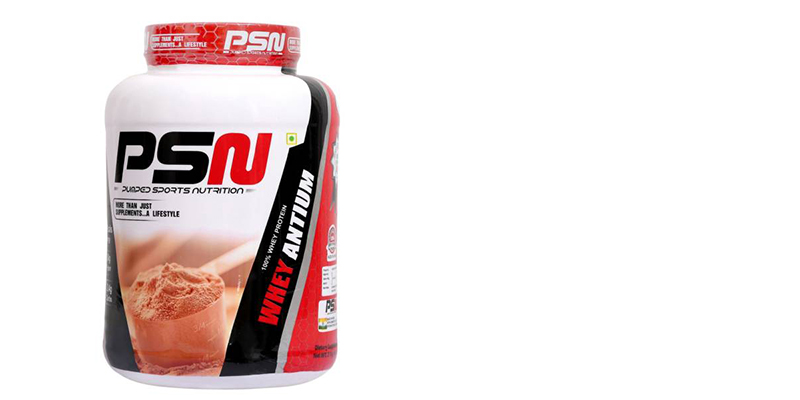 MORE THAN JUST
SUPPLEMENTS...A LIFESTYLE
PSN
PSN
PUMPED SPORTS NUTRITION
MORE THAN JUST
SUPPLEMENTS...A LIFESTYLE
100% WHEY PROTEIN
WHEY ANTIUM